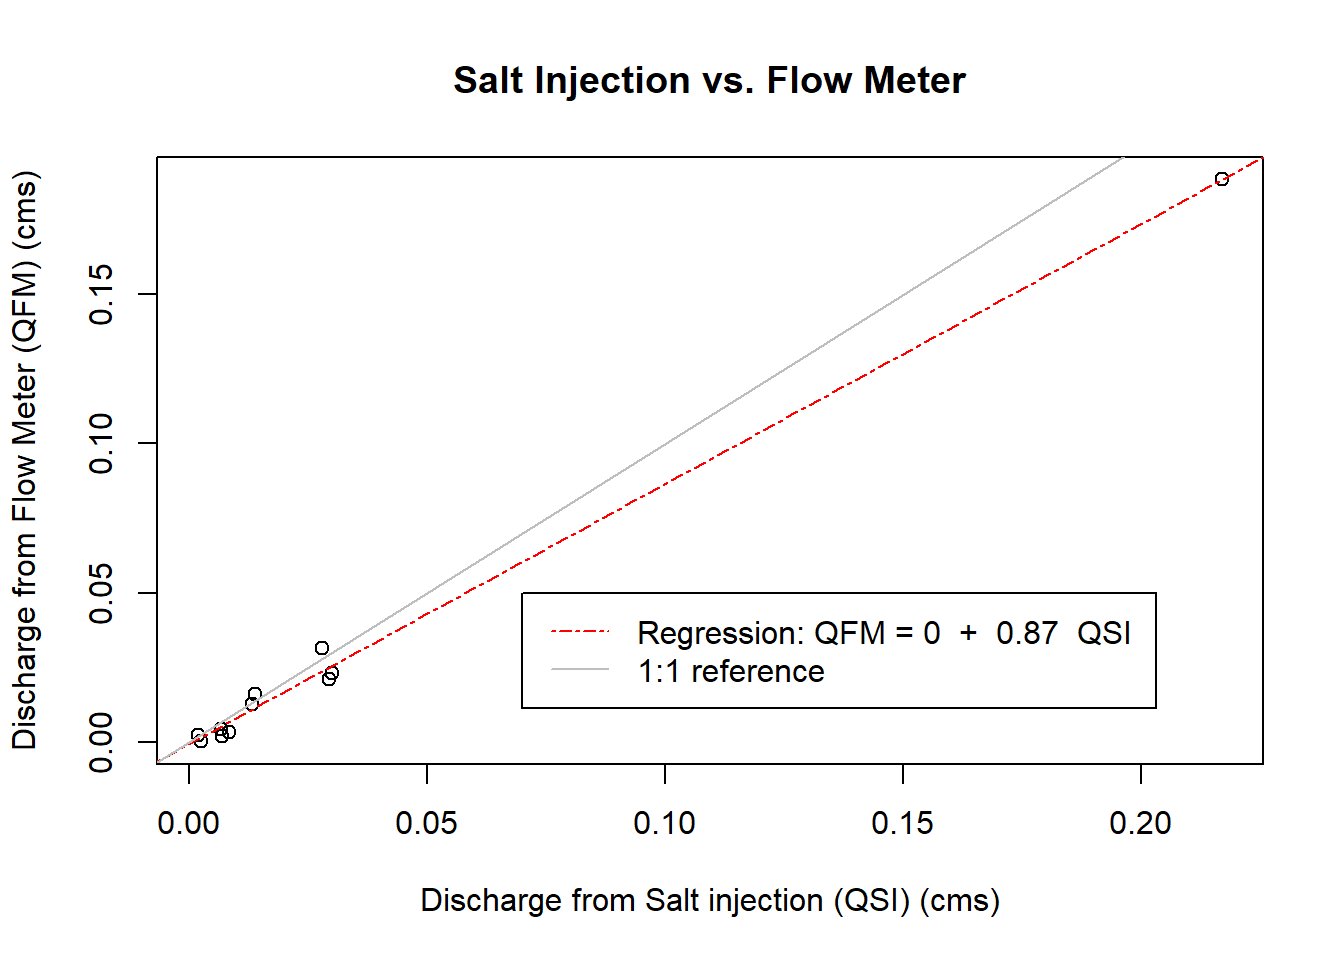 Salt Injection vs. Flow Meter
Discharge from Flow Meter (QFM) (cms)
0.15
0.10
0.05
0.00
Regression: QFM = 0 + 0.87 QSI
1:1 reference
0.00 0.05 0.10 0.15 0.20
Discharge from Salt injection (QSI) (cms)